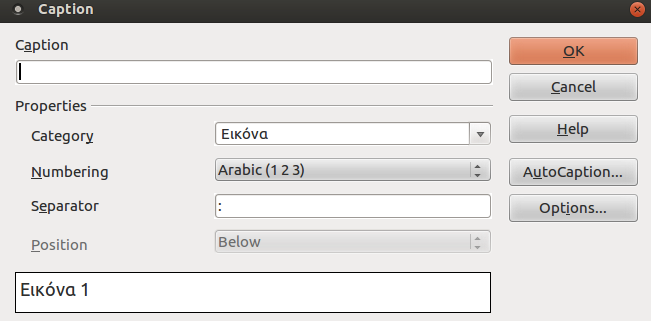 Caption
Caption
OK
Cancel
Properties
Category Εικόνα
Help
Numbering Arabic (1 2 3)
AutoCaption...
Separator :
Options...
Position Below
Εικόνα 1